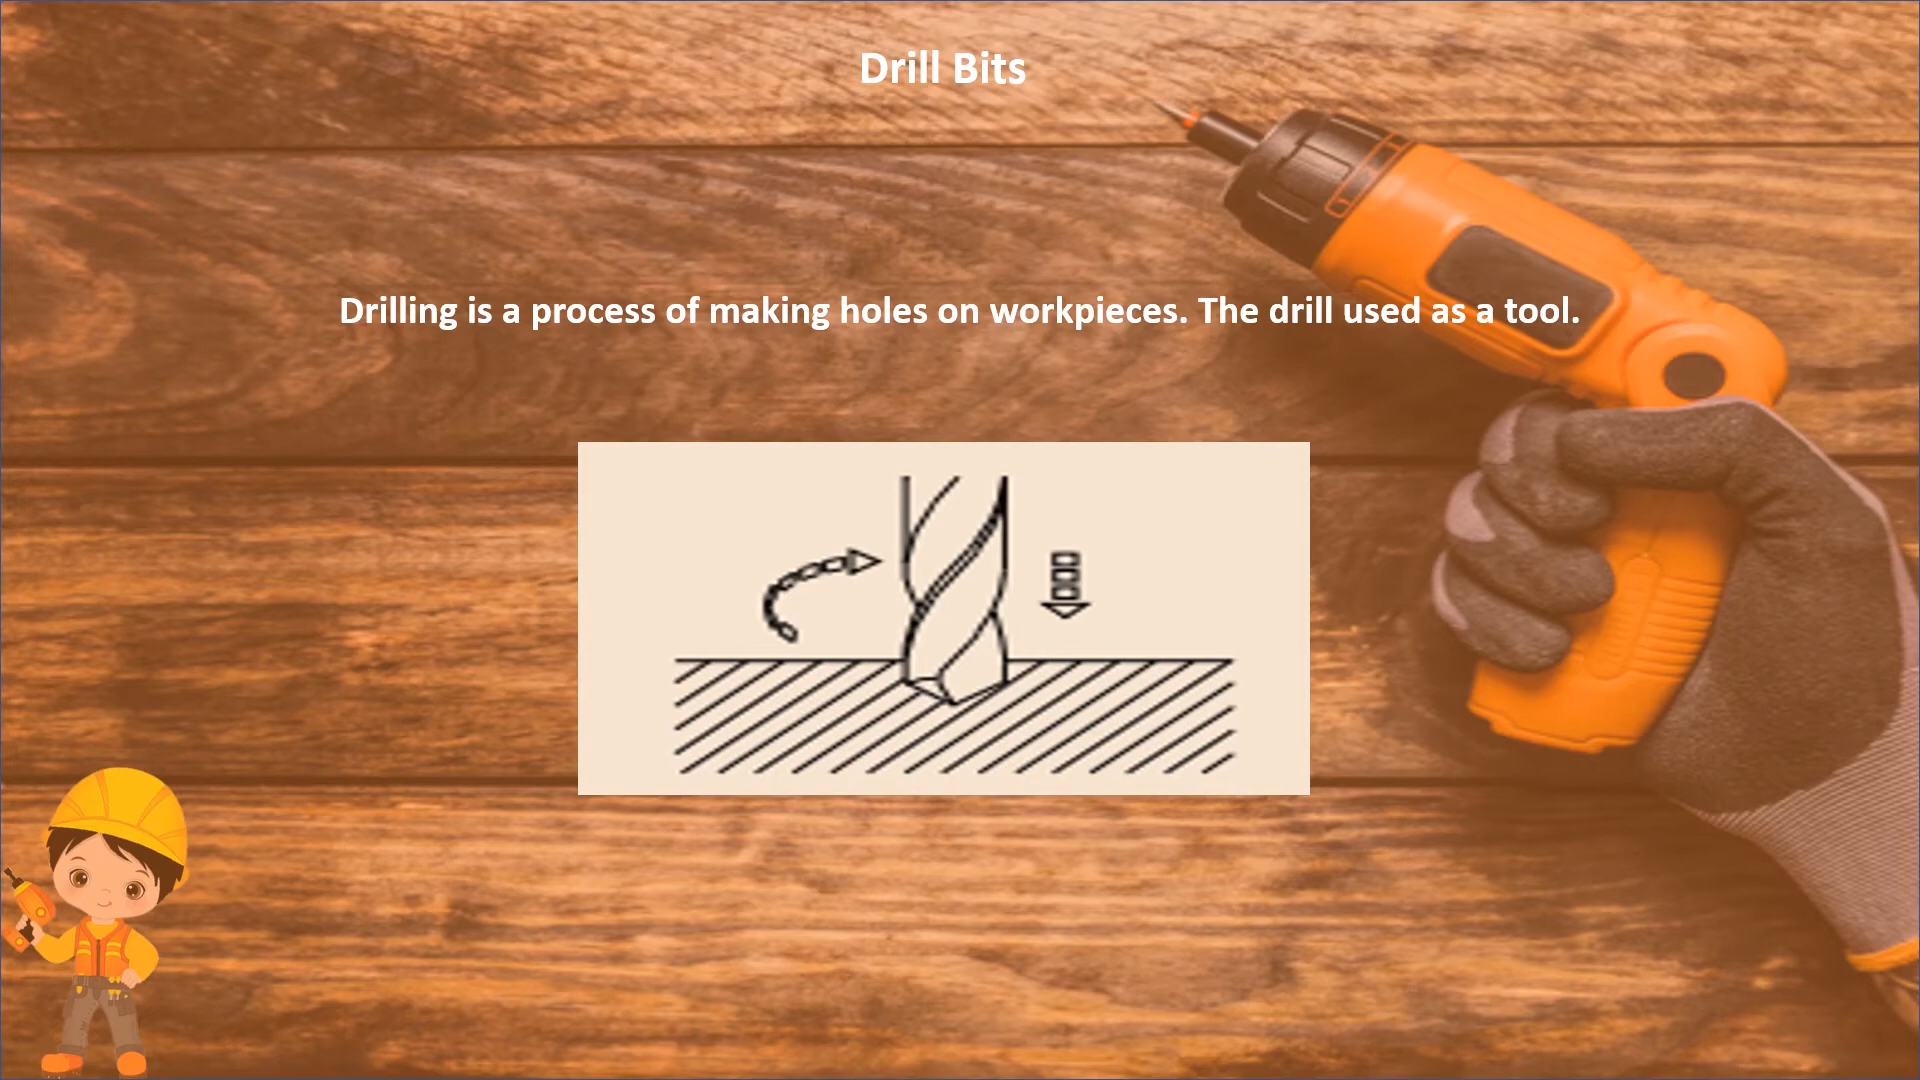 Drill Bits
Drilling is a process of making holes on workpieces. The drill used as a tool.